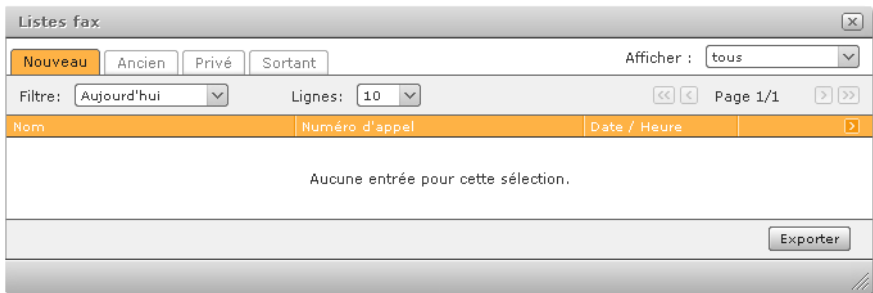 Listes fax
Nouveau Ancien Privé Sortant Afficher : tous
Filtre: Aujourd'hui Lignes: 10 Page 1/1
Nom Numéro d'appel Date / Heure
Aucune entrée pour cette sélection.
Exporter